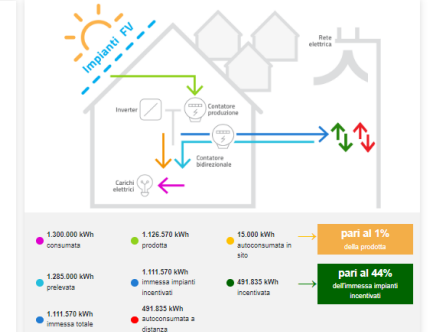 Impianti FV
Rete
elettrica
Inverter
Contatore
produzione
Contatore
bidirezionale
Carichi
elettrici
1.300.000 kWh
consumata
1.126.570 kWh
prodotta
15.000 kWh
autoconsumata in
sito
pari al 1%
della prodotta
1.285.000 kWh
prelevata
1.111.570 kWh
immessa impianti
incentivati
491.835 kWh
incentivata
pari al 44%
dell'immessa impianti
incentivati
1.111.570 kWh
immessa totale
491.835 kWh
autoconsumata a
distanza